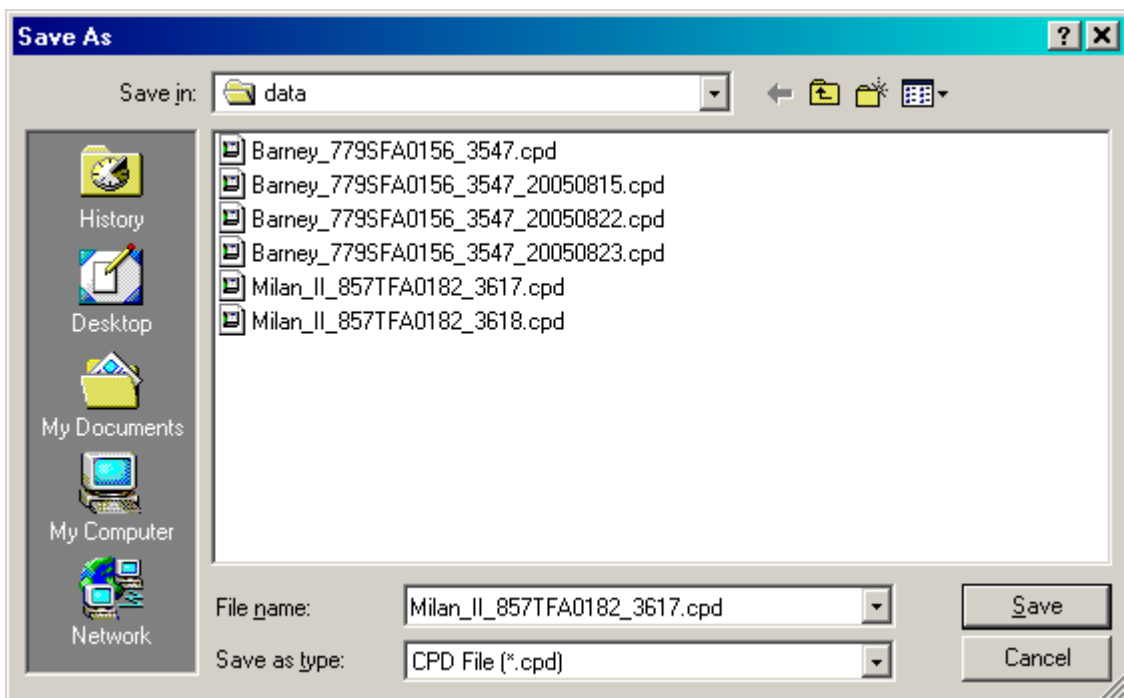 Save As
Save in: data
Barney_779SFA0156_3547.cpd
Barney_779SFA0156_3547_20050815.cpd
Barney_779SFA0156_3547_20050822.cpd
Barney_779SFA0156_3547_20050823.cpd
Milan_II_857TFA0182_3617.cpd
Milan_II_857TFA0182_3618.cpd
History
Desktop
My Documents
My Computer
Network
File name: Milan_II_857TFA0182_3617.cpd Save
Save as type: CPD File (*.cpd) Cancel